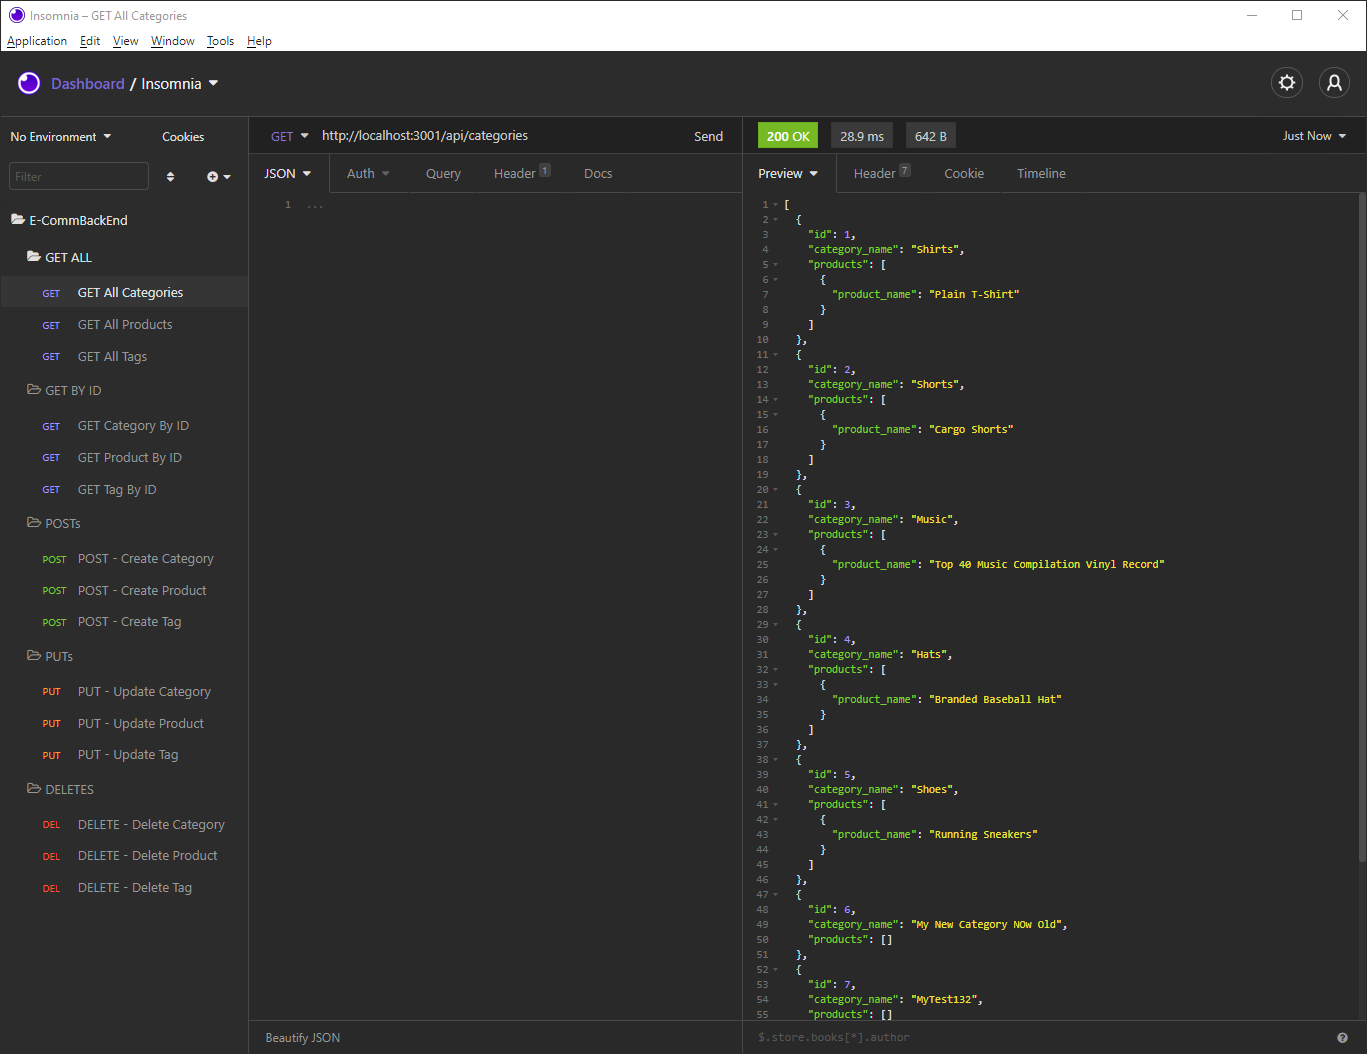 Insomnia – GET All Categories
Application Edit View Window Tools Help
Dashboard / Insomnia
No Environment Cookies
Filter
E-CommBackEnd
GET ALL
GET GET All Categories
GET GET All Products
GET GET All Tags
GET BY ID
GET GET Category By ID
GET GET Product By ID
GET GET Tag By ID
POSTs
POST POST - Create Category
POST POST - Create Product
POST POST - Create Tag
PUTs
PUT PUT - Update Category
PUT PUT - Update Product
PUT PUT - Update Tag
DELETES
DEL DELETE - Delete Category
DEL DELETE - Delete Product
DEL DELETE - Delete Tag
GET http://localhost:3001/api/categories Send
JSON Auth Query Header 1 Docs
1 ...
Beautify JSON
200 OK 28.9 ms 642 B Just Now
Preview Header 7 Cookie Timeline
1 [
2 {
3 "id": 1,
4 "category_name": "Shirts",
5 "products": [
6 {
7 "product_name": "Plain T-Shirt"
8 }
9 ]
10 },
11 {
12 "id": 2,
13 "category_name": "Shorts",
14 "products": [
15 {
16 "product_name": "Cargo Shorts"
17 }
18 ]
19 },
20 {
21 "id": 3,
22 "category_name": "Music",
23 "products": [
24 {
25 "product_name": "Top 40 Music Compilation Vinyl Record"
26 }
27 ]
28 },
29 {
30 "id": 4,
31 "category_name": "Hats",
32 "products": [
33 {
34 "product_name": "Branded Baseball Hat"
35 }
36 ]
37 },
38 {
39 "id": 5,
40 "category_name": "Shoes",
41 "products": [
42 {
43 "product_name": "Running Sneakers"
44 }
45 ]
46 },
47 {
48 "id": 6,
49 "category_name": "My New Category NOw Old",
50 "products": []
51 },
52 {
53 "id": 7,
54 "category_name": "MyTest132",
55 "products": []
$.store.books[*].author